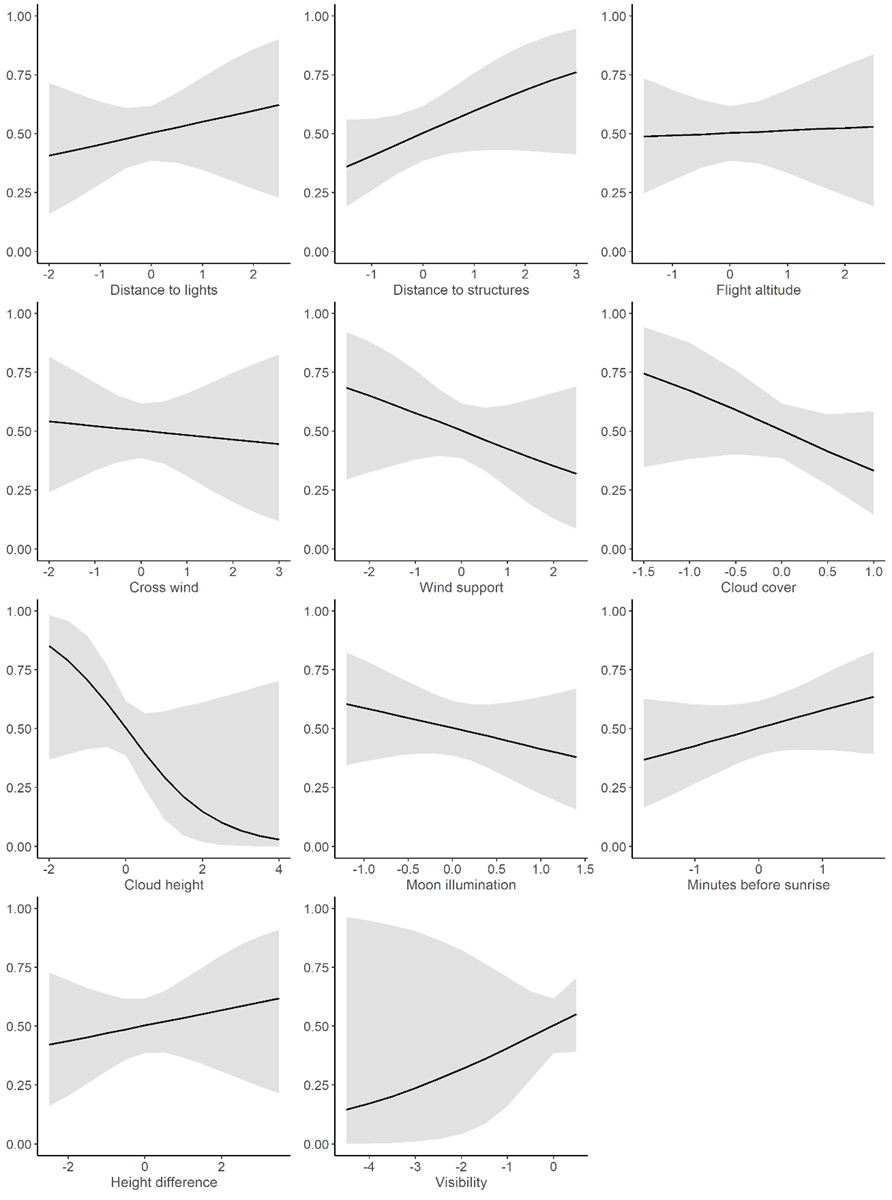 1.00 1.00 1.00
0.75 0.75 0.75
0.50 0.50 0.50
0.25 0.25 0.25
0.00 0.00 0.00
-2 -1 0 1 2 -1 0 1 2 3 -1 0 1 2
Distance to lights Distance to structures Flight altitude
1.00 1.00 1.00
0.75 0.75 0.75
0.50 0.50 0.50
0.25 0.25 0.25
0.00 0.00 0.00
-2 -1 0 1 2 3 -2 -1 0 1 2 -1.5 -1.0 -0.5 0.0 0.5 1.0
Cross wind Wind support Cloud cover
1.00 1.00 1.00
0.75 0.75 0.75
0.50 0.50 0.50
0.25 0.25 0.25
0.00 0.00 0.00
-2 0 2 4 -1.0 -0.5 0.0 0.5 1.0 1.5 -1 0 1
Cloud height Moon illumination Minutes before sunrise
1.00 1.00
0.75 0.75
0.50 0.50
0.25 0.25
0.00 0.00
-2 0 2 -4 -3 -2 -1 0
Height difference Visibility